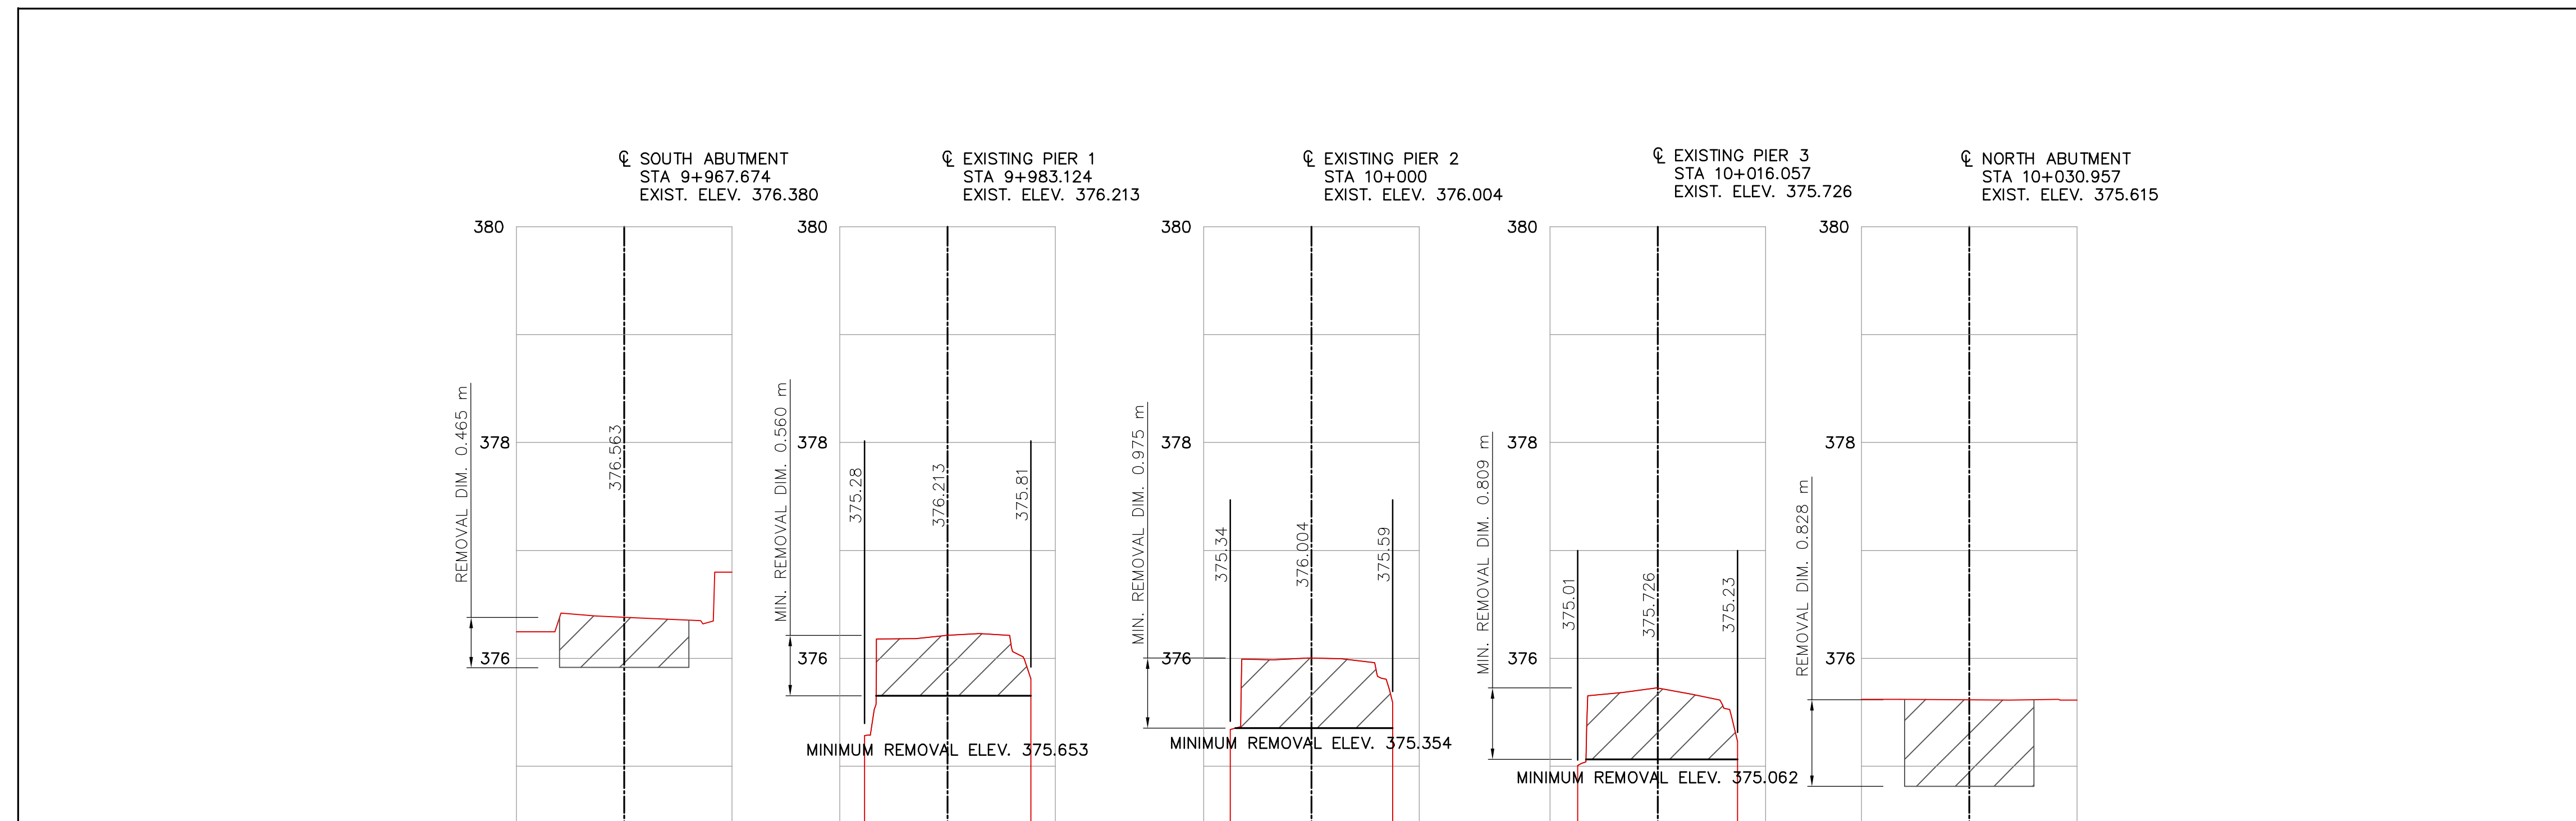 ℄ SOUTH ABUTMENT
STA 9+967.674
EXIST. ELEV. 376.380
380
378
376
REMOVAL DIM. 0.465 m
376.563
℄ EXISTING PIER 1
STA 9+983.124
EXIST. ELEV. 376.213
380
378
376
MIN. REMOVAL DIM. 0.560 m
375.28
376.213
375.81
MINIMUM REMOVAL ELEV. 375.653
℄ EXISTING PIER 2
STA 10+000
EXIST. ELEV. 376.004
380
378
376
MIN. REMOVAL DIM. 0.975 m
375.34
376.004
375.59
MINIMUM REMOVAL ELEV. 375.354
℄ EXISTING PIER 3
STA 10+016.057
EXIST. ELEV. 375.726
380
378
376
MIN. REMOVAL DIM. 0.809 m
375.01
375.726
375.23
MINIMUM REMOVAL ELEV. 375.062
℄ NORTH ABUTMENT
STA 10+030.957
EXIST. ELEV. 375.615
380
378
376
REMOVAL DIM. 0.828 m